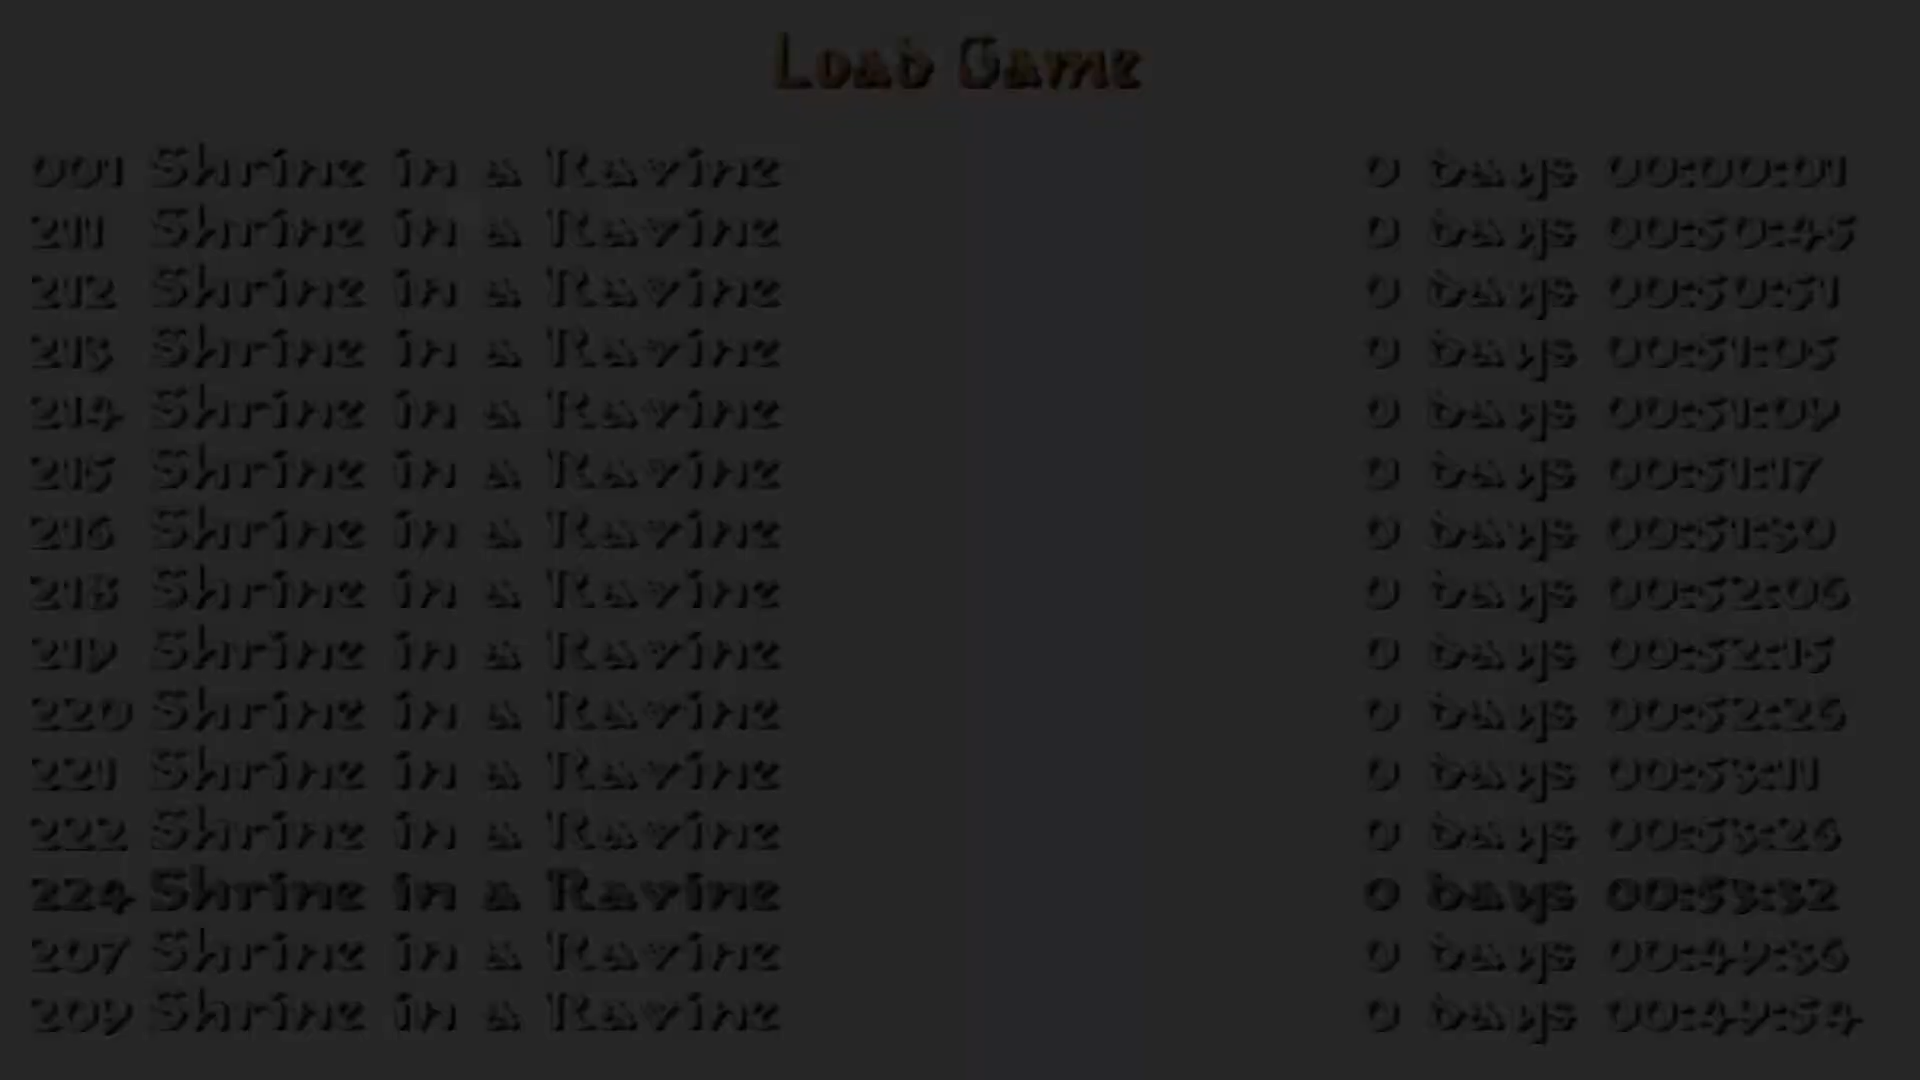 Load Game
001 Shrine in a Ravine 0 days 00:00:01
211 Shrine in a Ravine 0 days 00:50:45
212 Shrine in a Ravine 0 days 00:50:51
213 Shrine in a Ravine 0 days 00:51:05
214 Shrine in a Ravine 0 days 00:51:09
215 Shrine in a Ravine 0 days 00:51:17
216 Shrine in a Ravine 0 days 00:51:30
218 Shrine in a Ravine 0 days 00:52:06
219 Shrine in a Ravine 0 days 00:52:15
220 Shrine in a Ravine 0 days 00:52:26
221 Shrine in a Ravine 0 days 00:53:11
222 Shrine in a Ravine 0 days 00:53:26
224 Shrine in a Ravine 0 days 00:53:32
207 Shrine in a Ravine 0 days 00:49:36
209 Shrine in a Ravine 0 days 00:49:54